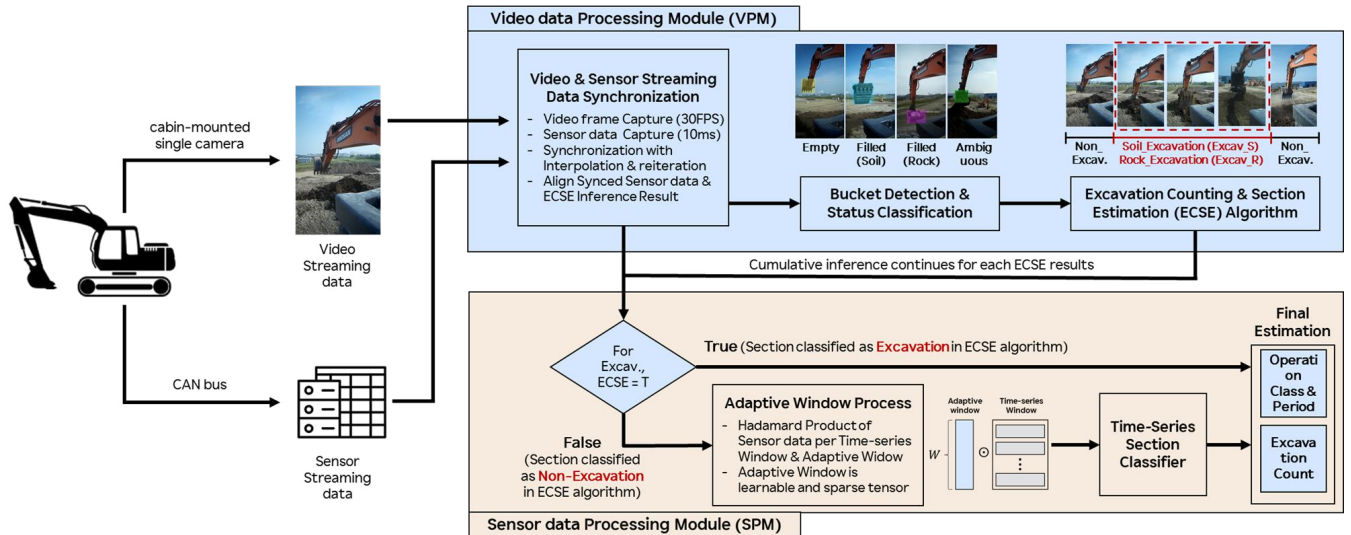 Video data Processing Module (VPM)
cabin-mounted
single camera
Video
Streaming
data
CAN bus
Sensor
Streaming
data
Video & Sensor Streaming
Data Synchronization
- Video frame Capture (30FPS)
- Sensor data Capture (10ms)
- Synchronization with
Interpolation & reiteration
- Align Synced Sensor data &
ECSE Inference Result
Empty
Filled
(Soil)
Filled
(Rock)
Ambig
uous
Bucket Detection &
Status Classification
Non_
Excav.
Soil_Excavation (Excav_S)
Rock_Excavation (Excav_R)
Non_
Excav.
Excavation Counting & Section
Estimation (ECSE) Algorithm
Cumulative inference continues for each ECSE results
For
Excav.,
ECSE = T
True (Section classified as Excavation in ECSE algorithm)
False
(Section classified
as Non-Excavation
in ECSE algorithm)
Adaptive Window Process
- Hadamard Product of
Sensor data per Time-series
Window & Adaptive Widow
- Adaptive Window is
learnable and sparse tensor
Adaptive
window
Time-series
Window
W
Time-Series
Section
Classifier
Final
Estimation
Operati
on
Class &
Period
Excava
tion
Count
Sensor data Processing Module (SPM)